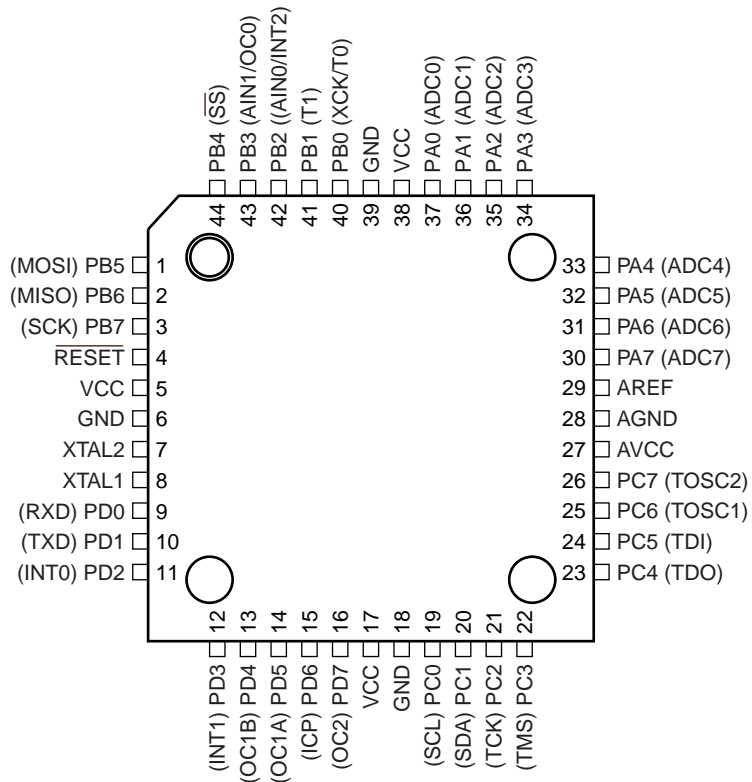 PB4 (SS)
PB3 (AIN1/OC0)
PB2 ((AIN0/INT2)
PB1 (T1)
PB0 (XCK/T0)
GND
VCC
PA0 (ADC0)
PA1 (ADC1)
PA2 (ADC2)
PA3 (ADC3)
44
43
42
41
40
39
38
37
36
35
34
(MOSI) PB5 1
(MISO) PB6 2
(SCK) PB7 3
RESET 4
VCC 5
GND 6
XTAL2 7
XTAL1 8
(RXD) PD0 9
(TXD) PD1 10
(INT0) PD2 11
33 PA4 (ADC4)
32 PA5 (ADC5)
31 PA6 (ADC6)
30 PA7 (ADC7)
29 AREF
28 AGND
27 AVCC
26 PC7 (TOSC2)
25 PC6 (TOSC1)
24 PC5 (TDI)
23 PC4 (TDO)
12
13
14
15
16
17
18
19
20
21
22
(INT1) PD3
(OC1B) PD4
(OC1A) PD5
(ICP) PD6
(OC2) PD7
VCC
GND
(SCL) PC0
(SDA) PC1
(TCK) PC2
(TMS) PC3